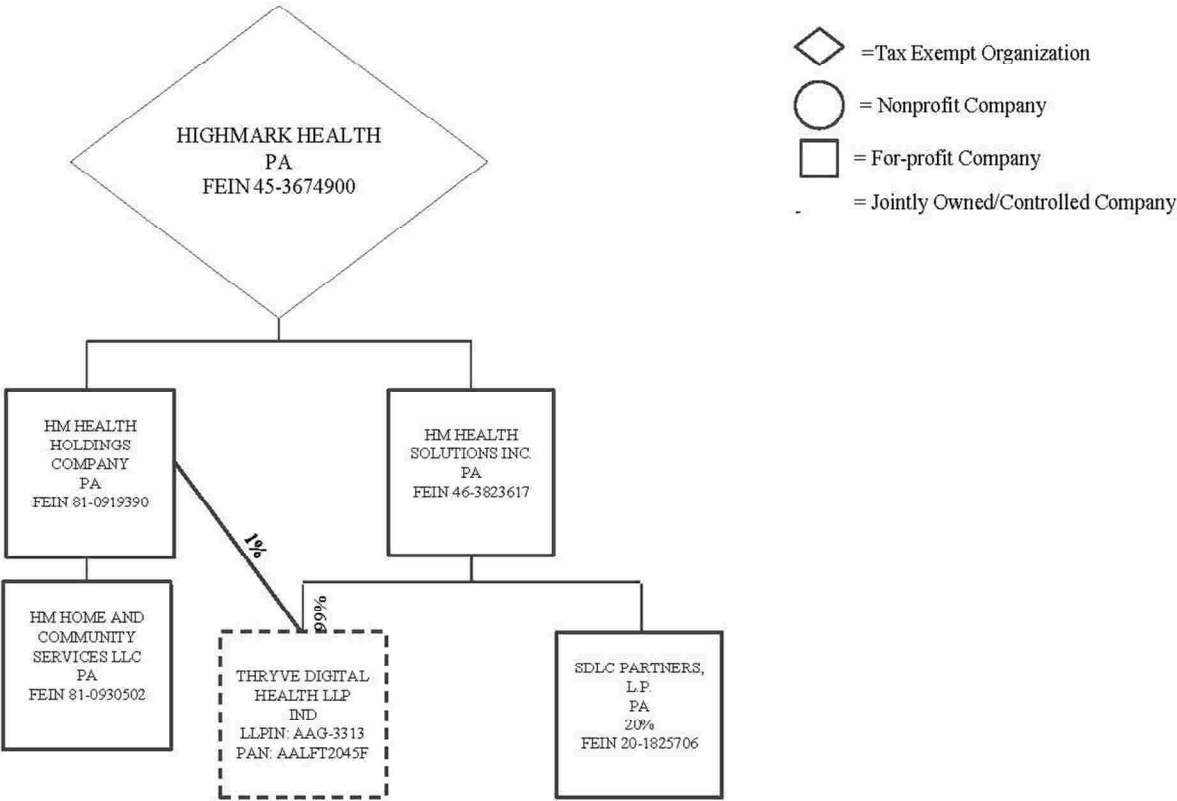 HIGHMARK HEALTH
PA
FEIN 45-3674900
=Tax Exempt Organization
= Nonprofit Company
= For-profit Company
= Jointly Owned/Controlled Company
HM HEALTH
HOLDINGS
COMPANY
PA
FEIN 81-0919390
HM HEALTH
SOLUTIONS INC.
PA
FEIN 46-3823617
1%
99%
HM HOME AND
COMMUNITY
SERVICES LLC
PA
FEIN 81-0930502
THRYVE DIGITAL
HEALTH LLP
IND
LLPIN: AAG-3313
PAN: AALFT2045F
SDLC PARTNERS,
L.P.
PA
20%
FEIN 20-1825706